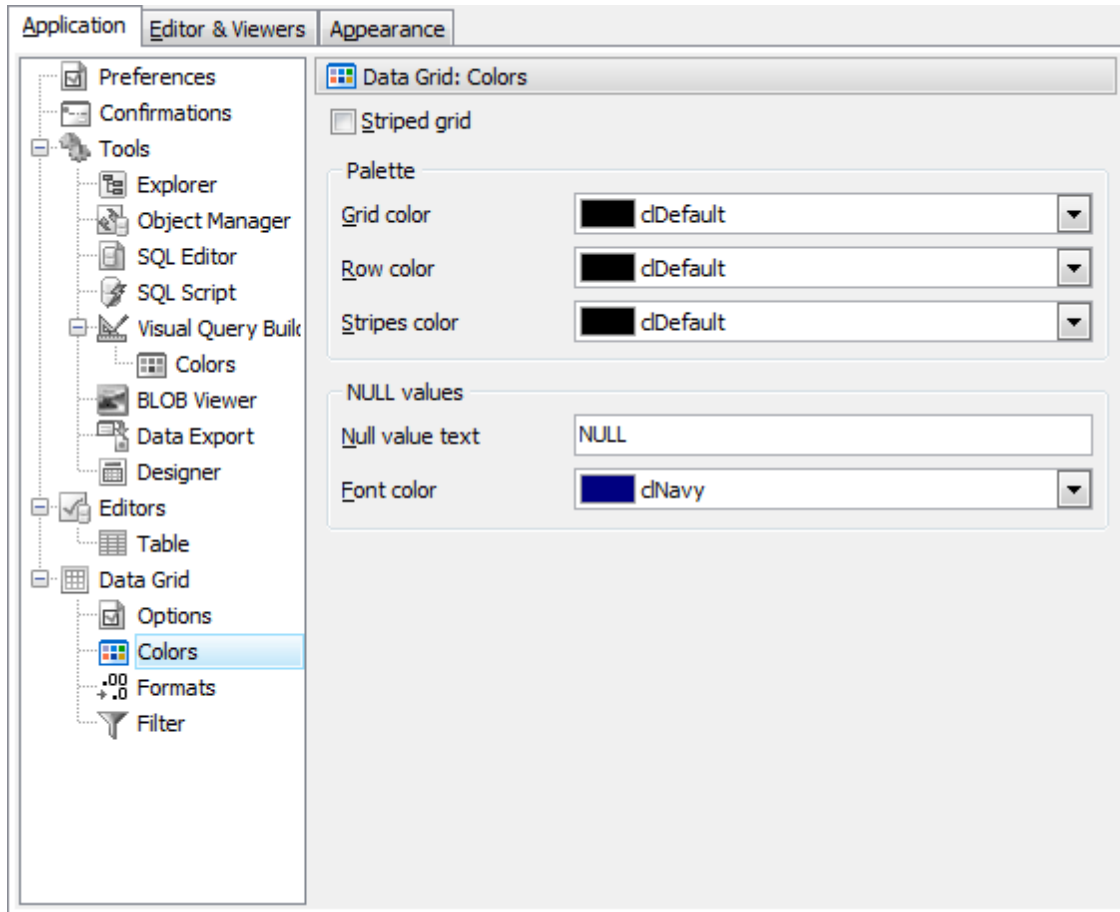 Application
Editor & Viewers
Appearance
Preferences
Confirmations
Tools
Explorer
Object Manager
SQL Editor
SQL Script
Visual Query Builc
Colors
BLOB Viewer
Data Export
Designer
Editors
Table
Data Grid
Options
Colors
Formats
Filter
Data Grid: Colors
Striped grid
Palette
Grid color
clDefault
Row color
clDefault
Stripes color
clDefault
NULL values
Null value text
NULL
Font color
clNavy